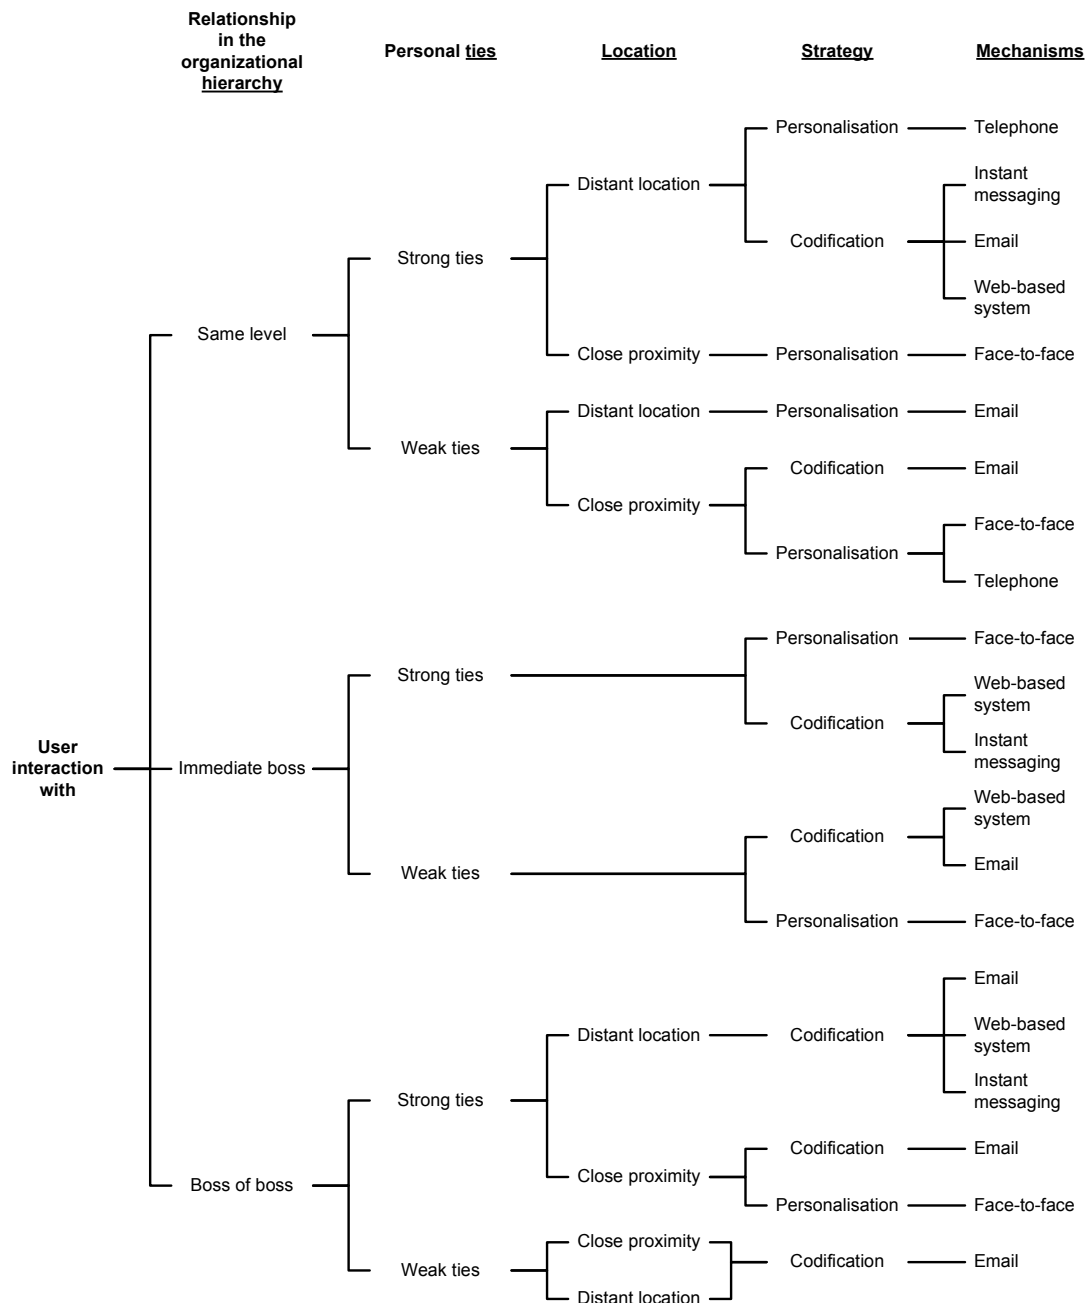 Relationship
in the
organizational
hierarchy
Personal ties
Location
Strategy
Mechanisms
Personalisation
Telephone
Instant
messaging
Distant location
Codification
Email
Strong ties
Web-based
system
Same level
Close proximity
Personalisation
Face-to-face
Distant location
Personalisation
Email
Weak ties
Codification
Email
Close proximity
Face-to-face
Personalisation
Telephone
Personalisation
Face-to-face
Strong ties
Web-based
system
Codification
Instant
messaging
User
interaction
with
Immediate boss
Web-based
system
Codification
Email
Weak ties
Personalisation
Face-to-face
Email
Distant location
Codification
Web-based
system
Instant
messaging
Strong ties
Codification
Email
Close proximity
Personalisation
Face-to-face
Boss of boss
Close proximity
Weak ties
Codification
Email
Distant location